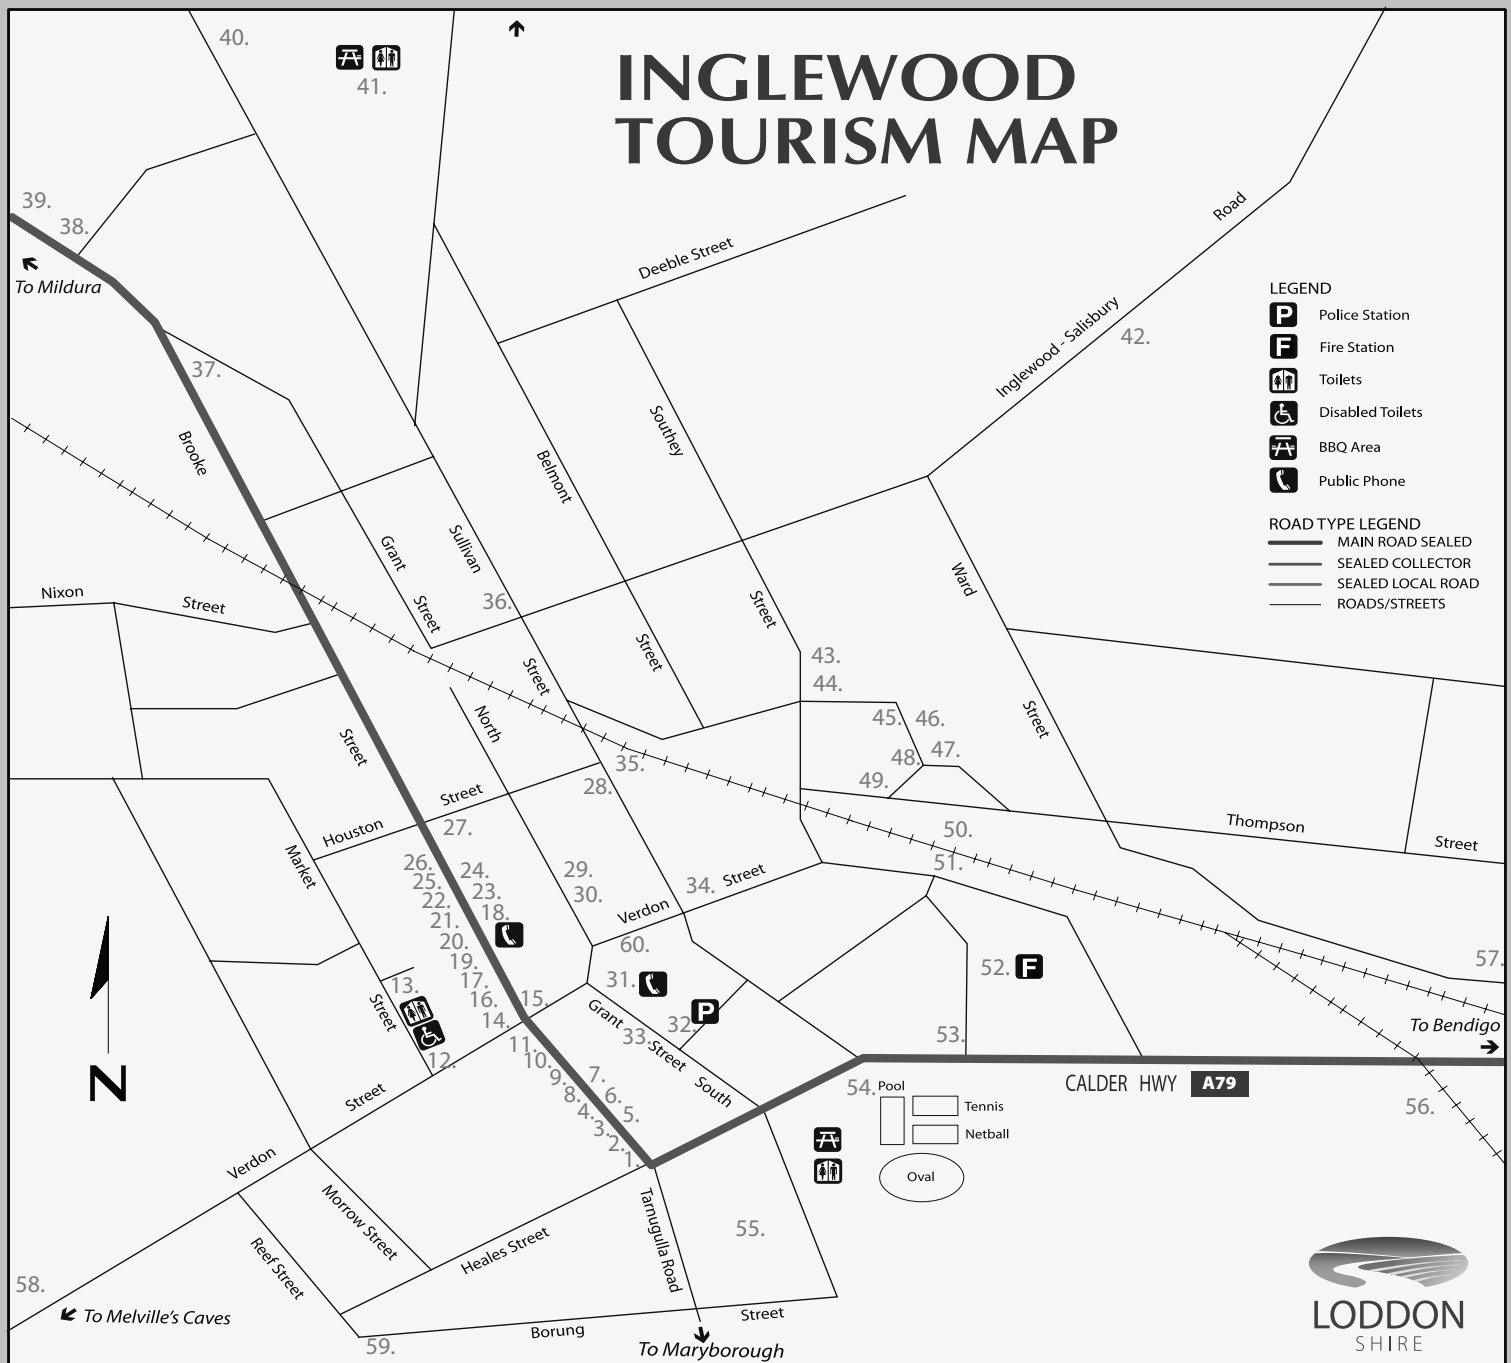 INGLEWOOD
TOURISM MAP
40.
41.
39.
38.
To Mildura
Deeble Street
Road
Inglewood - Salisbury
42.
LEGEND
P Police Station
F Fire Station
Toilets
Disabled Toilets
BBQ Area
Public Phone
ROAD TYPE LEGEND
MAIN ROAD SEALED
SEALED COLLECTOR
SEALED LOCAL ROAD
ROADS/STREETS
37.
Brooke
Southey
Belmont
Sullivan
Grant
Ward
Nixon
Street
Street
36.
Street
Street
Street
43.
44.
Street
North
Street
Street
45.
46.
47.
48.
49.
35.
28.
Street
Houston
27.
Thompson
Street
50.
51.
Market
26.
25.
24.
23.
22.
18.
21.
20.
19.
17.
16.
15.
14.
29.
30.
34.
Street
Verdon
60.
31.
32.
P
33.
Grant
Street
South
52.
F
53.
57.
To Bendigo
13.
Street
12.
11.
10.
9.
8.
7.
6.
5.
4.
3.
2.
1.
54.
Pool
Tennis
Netball
Oval
CALDER HWY A79
56.
N
Street
Verdon
Morrow Street
Reef Street
Heales Street
Tarnugulla Road
55.
58.
To Melville's Caves
59.
Borung
Street
To Maryborough
LODDON
SHIRE